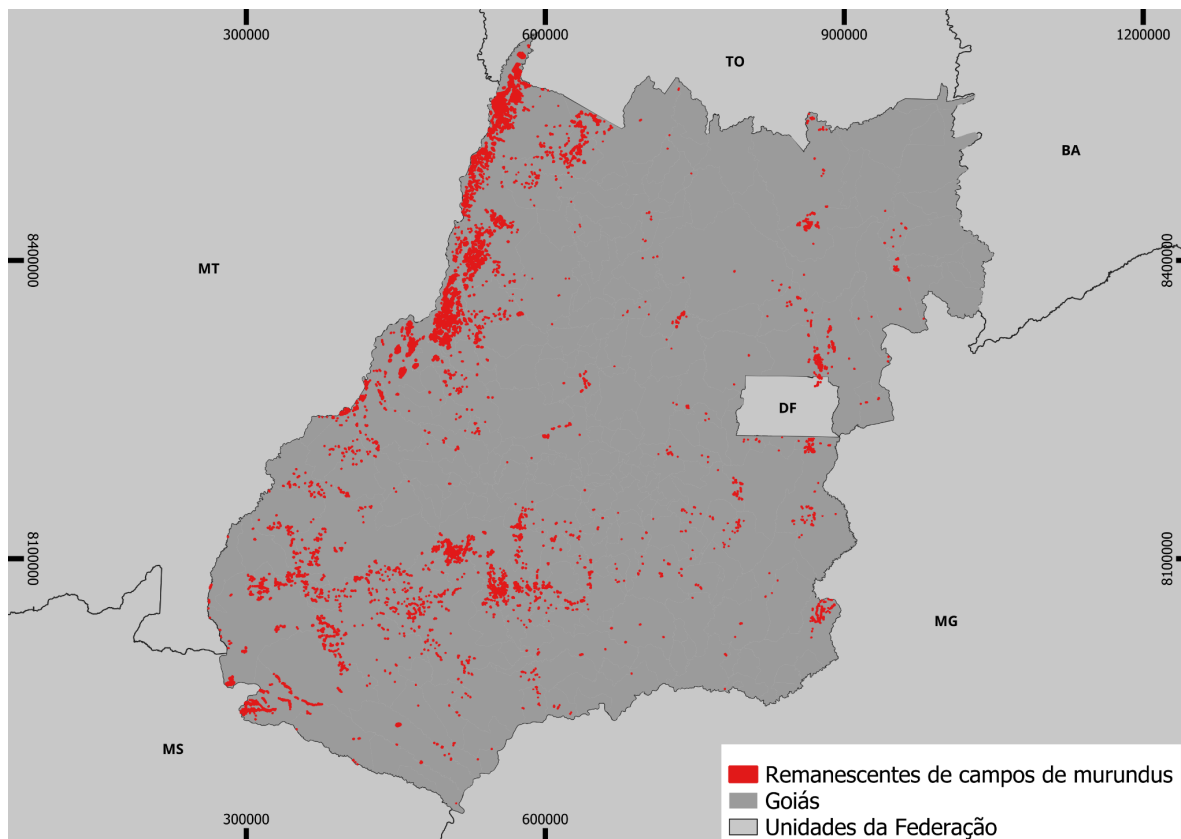 300000 600000 900000 1200000
TO
BA
8400000 MT 8400000
DF
8100000 8100000
MG
MS
Remanescentes de campos de murundus
Goiás
Unidades da Federação
300000 600000